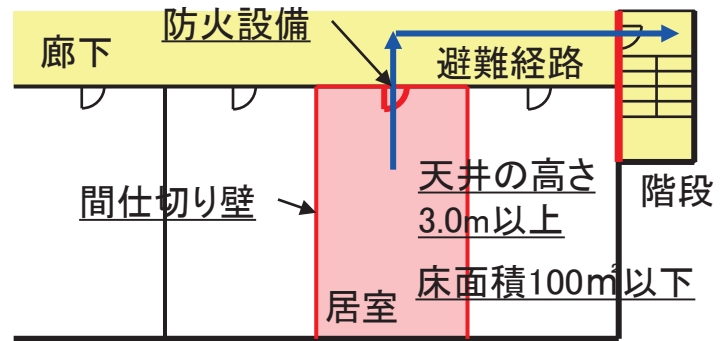 防火設備
廊下
避難経路
天井の高さ
3.0m以上
階段
間仕切り壁
床面積100㎡以下
居室